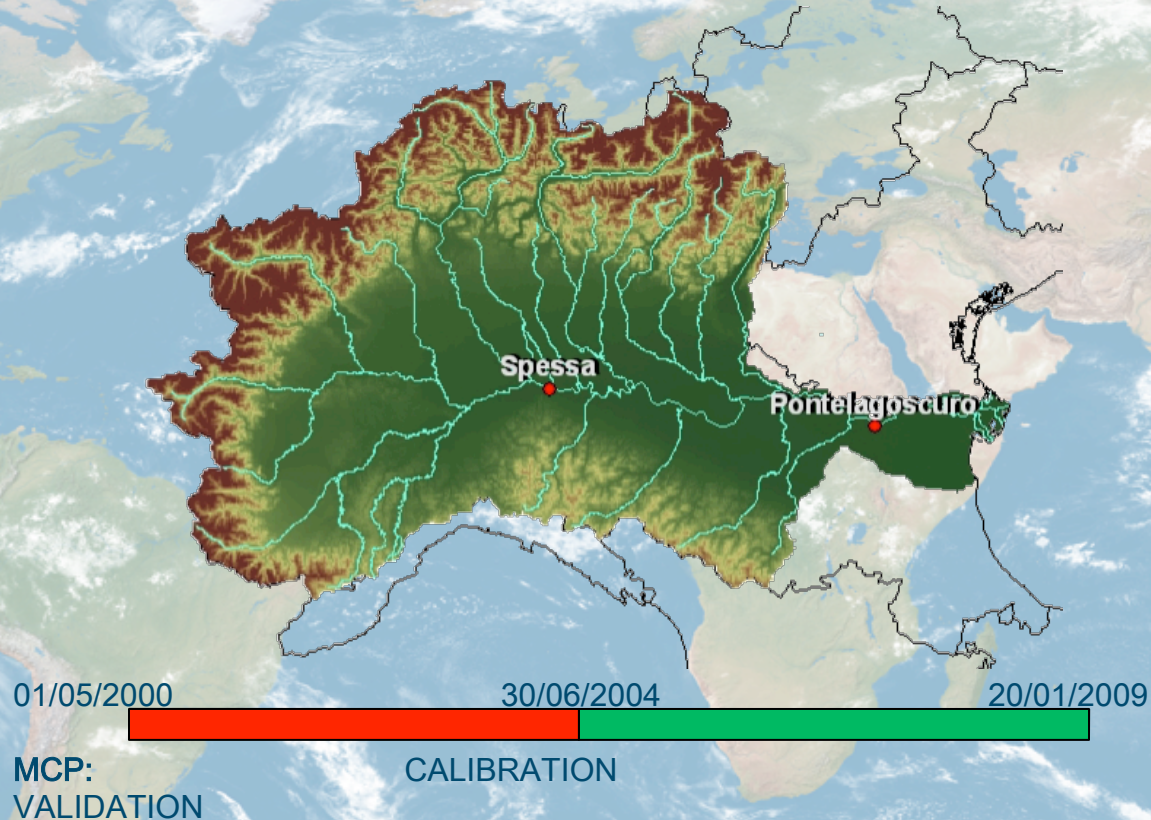 Spessa
Pontelagoscuro
01/05/2000 30/06/2004 20/01/2009
MCP: CALIBRATION
VALIDATION